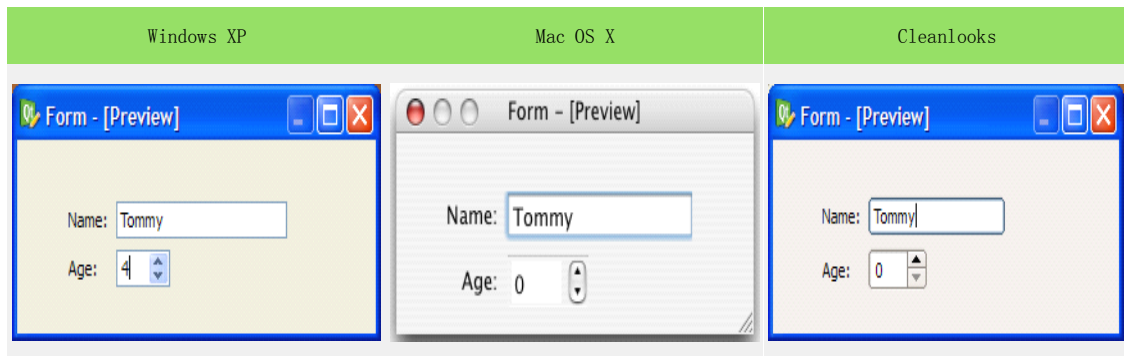 Windows XP
Mac OS X
Cleanlooks
Form - [Preview]
Name: Tommy
Age: 4
Form - [Preview]
Name: Tommy
Age: 0
Form - [Preview]
Name: Tommy
Age: 0